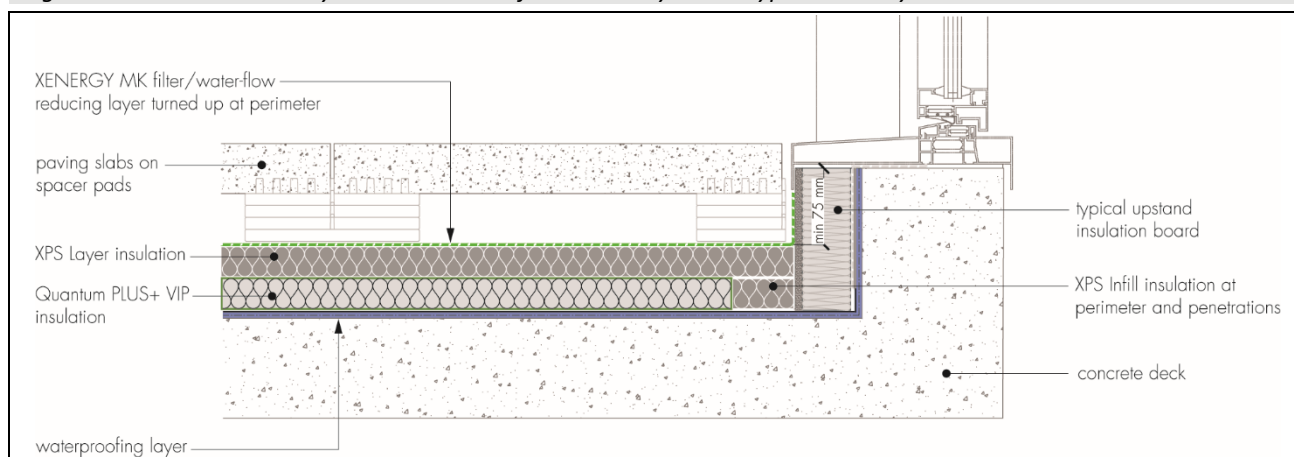 XENERGY MK filter/water-flow
reducing layer turned up at perimeter
paving slabs on
spacer pads
XPS Layer insulation
Quantum PLUS+ VIP
insulation
waterproofing layer
min 75 mm
typical upstand
insulation board
XPS Infill insulation at
perimeter and penetrations
concrete deck